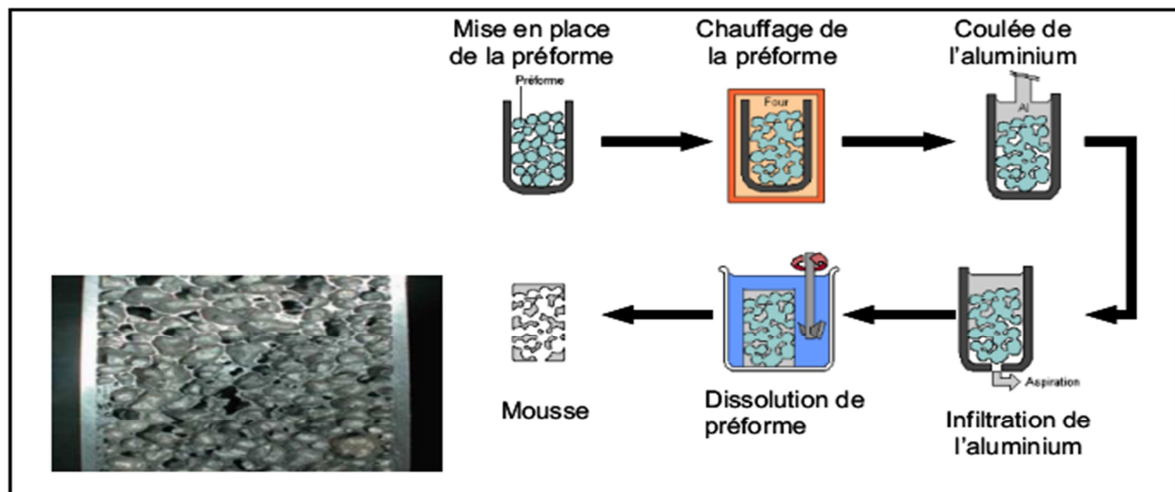 Mise en place
de la préforme
Préforme
Chauffage de
la préforme
Four
Coulée de
l'aluminium
Al
Aspiration
Infiltration de
l'aluminium
Dissolution de
préforme
Mousse